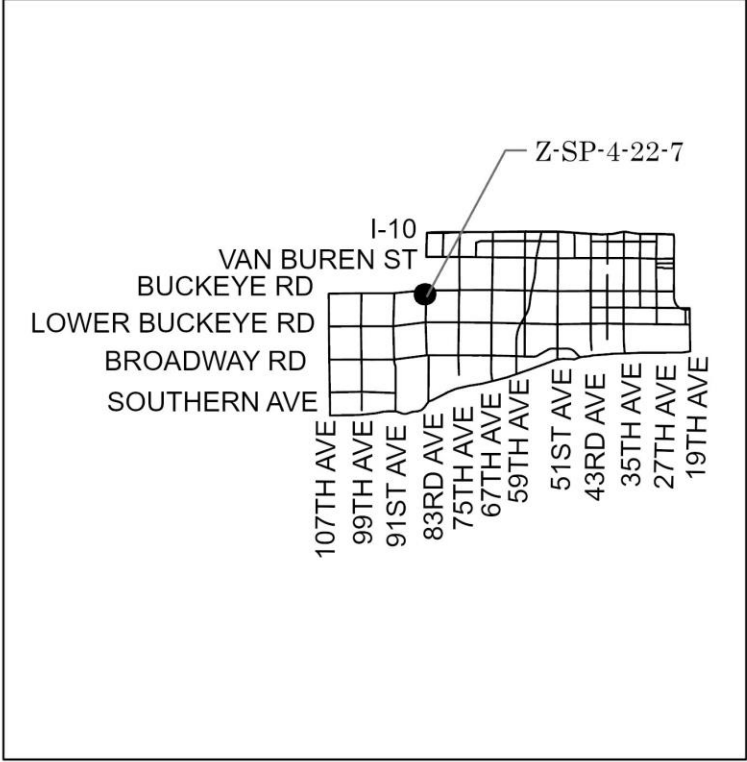 Z-SP-4-22-7
I-10
VAN BUREN ST
BUCKEYE RD
LOWER BUCKEYE RD
BROADWAY RD
SOUTHERN AVE
107TH AVE
99TH AVE
91ST AVE
83RD AVE
75TH AVE
67TH AVE
59TH AVE
51ST AVE
43RD AVE
35TH AVE
27TH AVE
19TH AVE